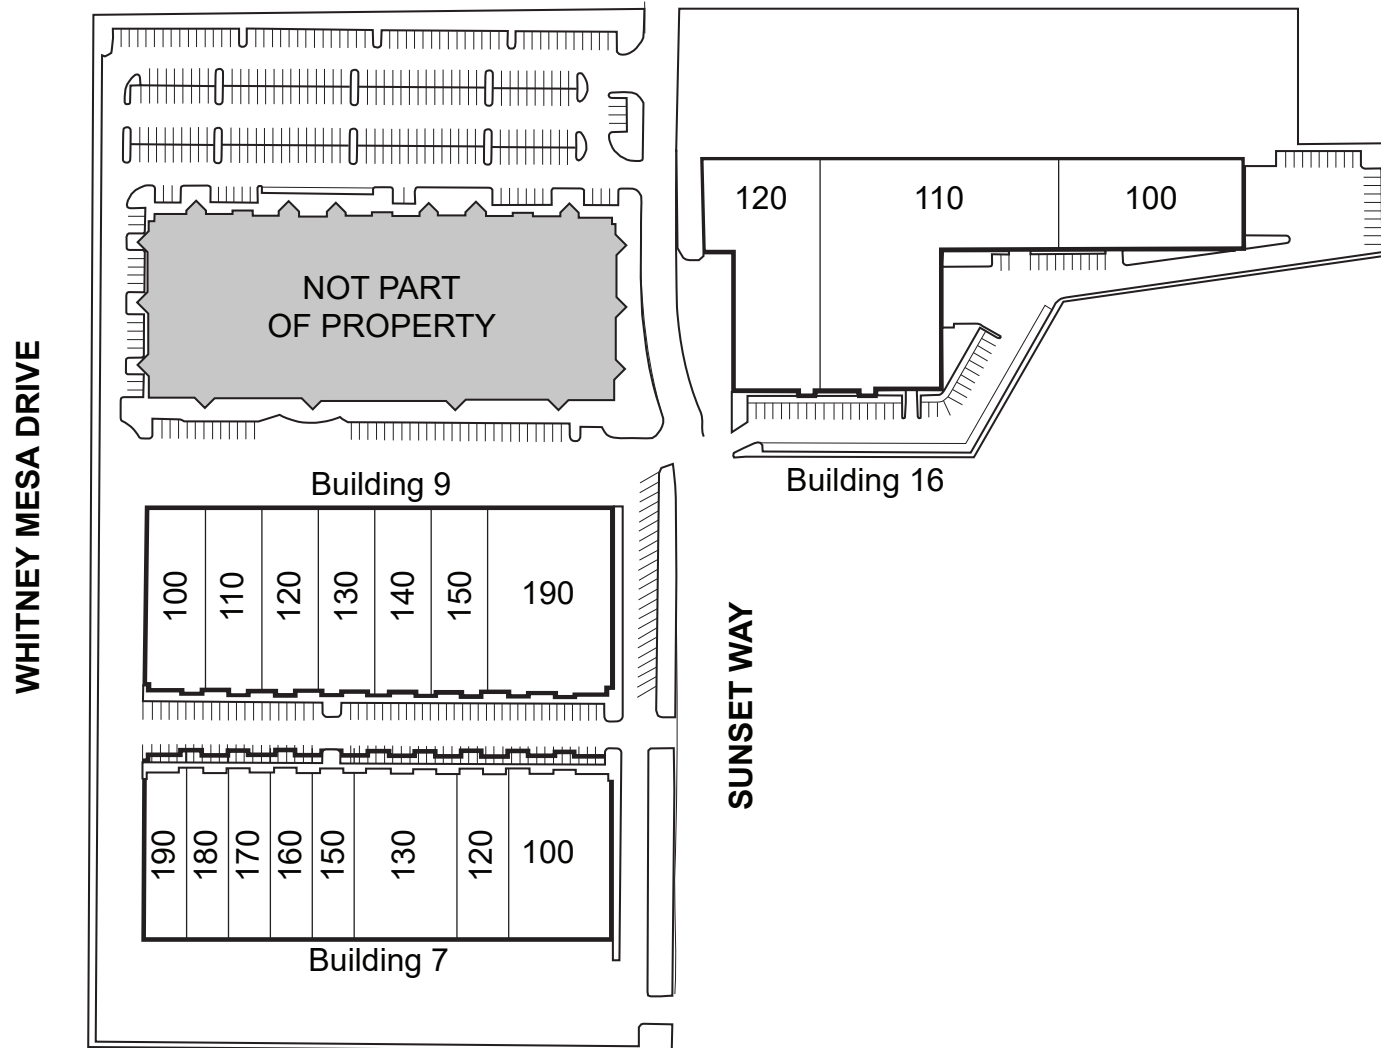 120
110
100
NOT PART
OF PROPERTY
WHITNEY MESA DRIVE
Building 9
Building 16
100
110
120
130
140
150
190
SUNSET WAY
190
180
170
160
150
130
120
100
Building 7